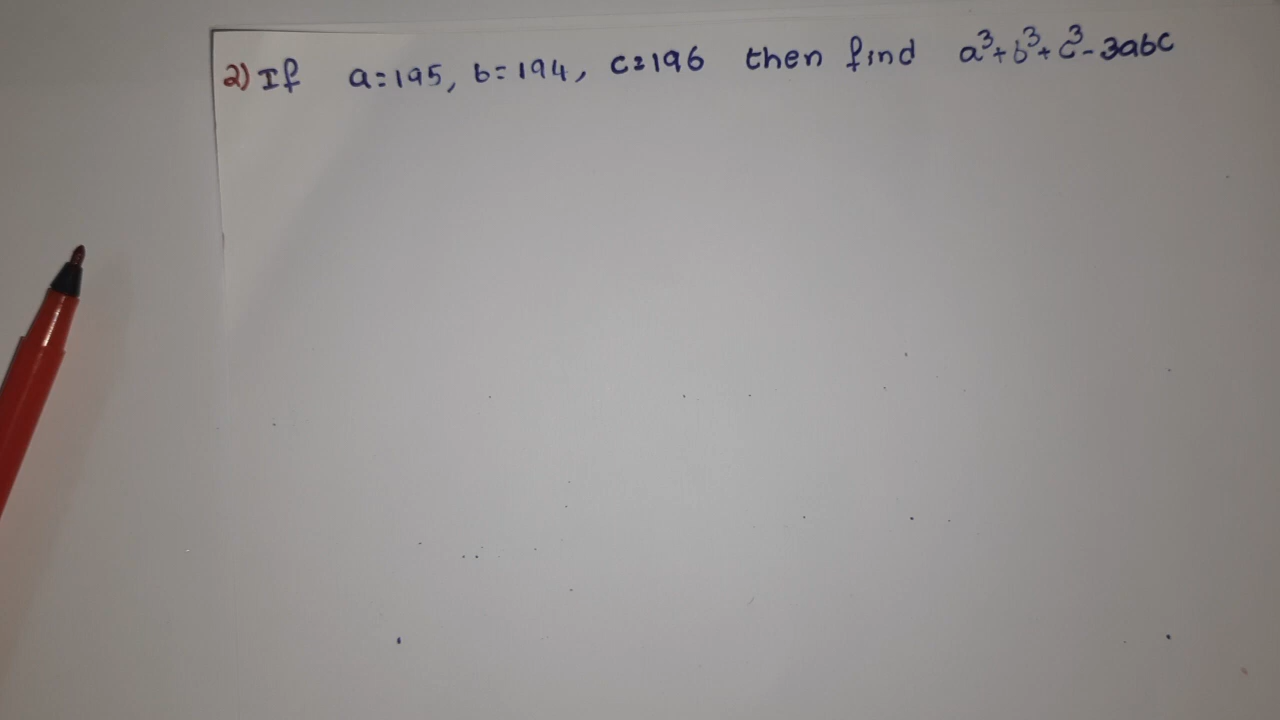 2) If a=195, b=194, c=196 then find a³+b³+c³-3abc